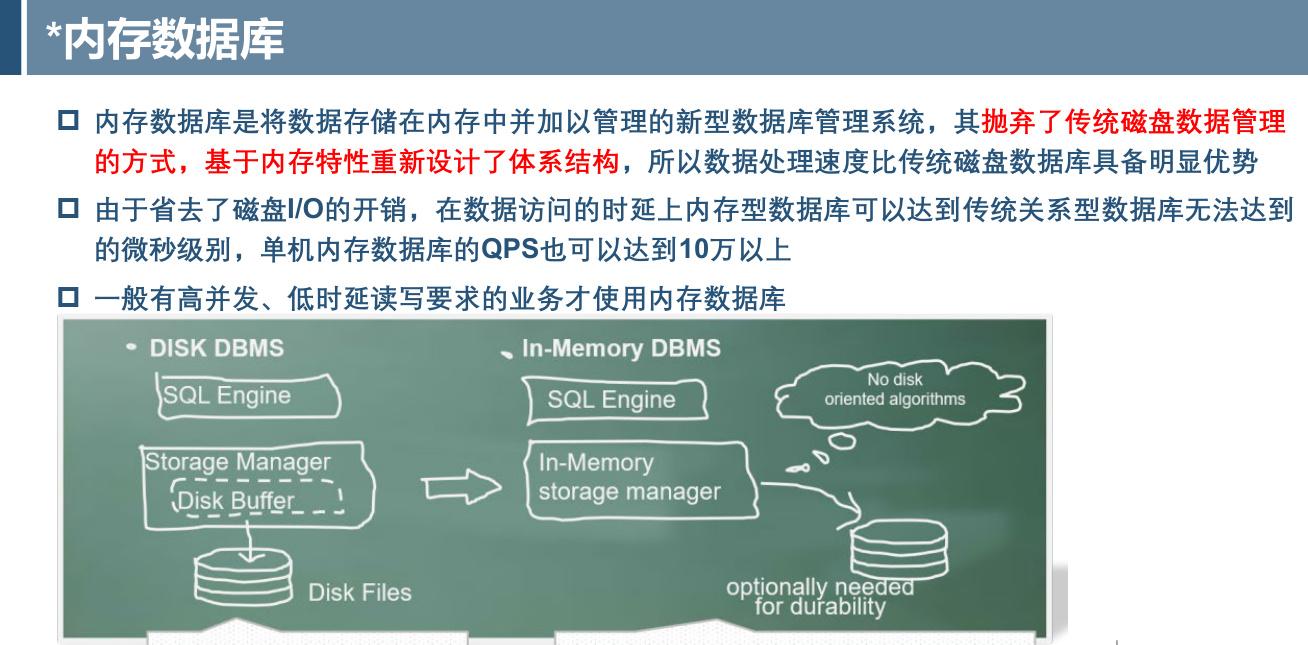 *内存数据库
内存数据库是将数据存储在内存中并加以管理的新型数据库管理系统，其抛弃了传统磁盘数据管理
的方式，基于内存特性重新设计了体系结构，所以数据处理速度比传统磁盘数据库具备明显优势
由于省去了磁盘I/O的开销，在数据访问的时延上内存型数据库可以达到传统关系型数据库无法达到
的微秒级别，单机内存数据库的QPS也可以达到10万以上
一般有高并发、低时延读写要求的业务才使用内存数据库
DISK DBMS
SQL Engine
Storage Manager
Disk Buffer
Disk Files
In-Memory DBMS
SQL Engine
In-Memory
storage manager
No disk
oriented algorithms
optionally needed
for durability